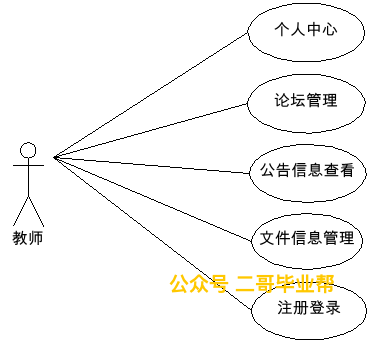 个人中心
论坛管理
公告信息查看
教师
文件信息管理
公众号 二哥毕业帮
注册登录